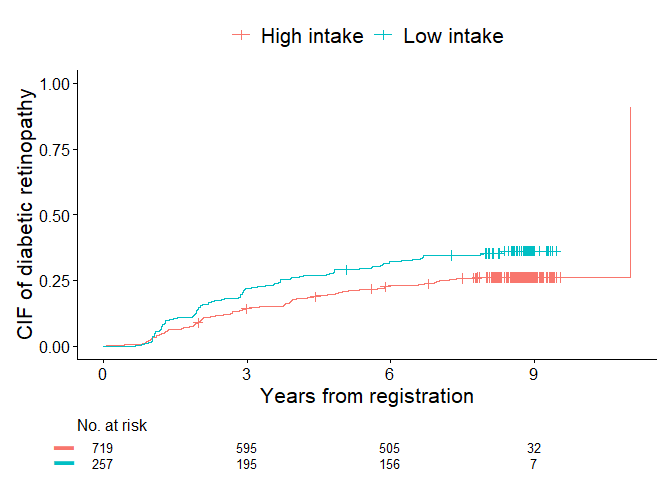 High intake Low intake
CIF of diabetic retinopathy
1.00
0.75
0.50
0.25
0.00
0 3 6 9
Years from registration
No. at risk
719 595 505 32
257 195 156 7